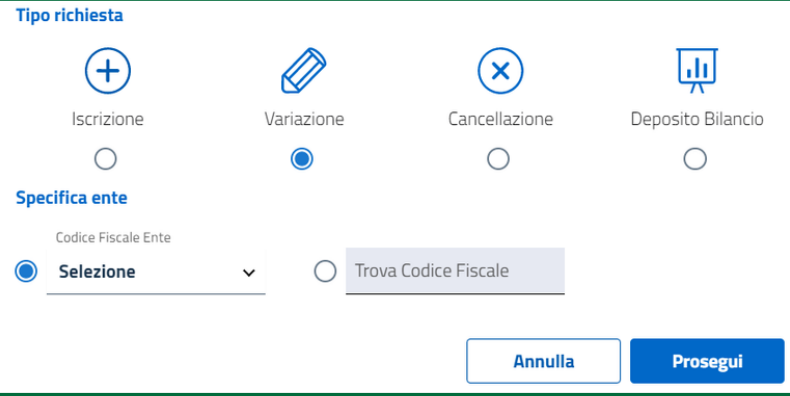 Tipo richiesta
Iscrizione Variazione Cancellazione Deposito Bilancio
Specifica ente
Codice Fiscale Ente
Selezione Trova Codice Fiscale
Annulla Prosegui